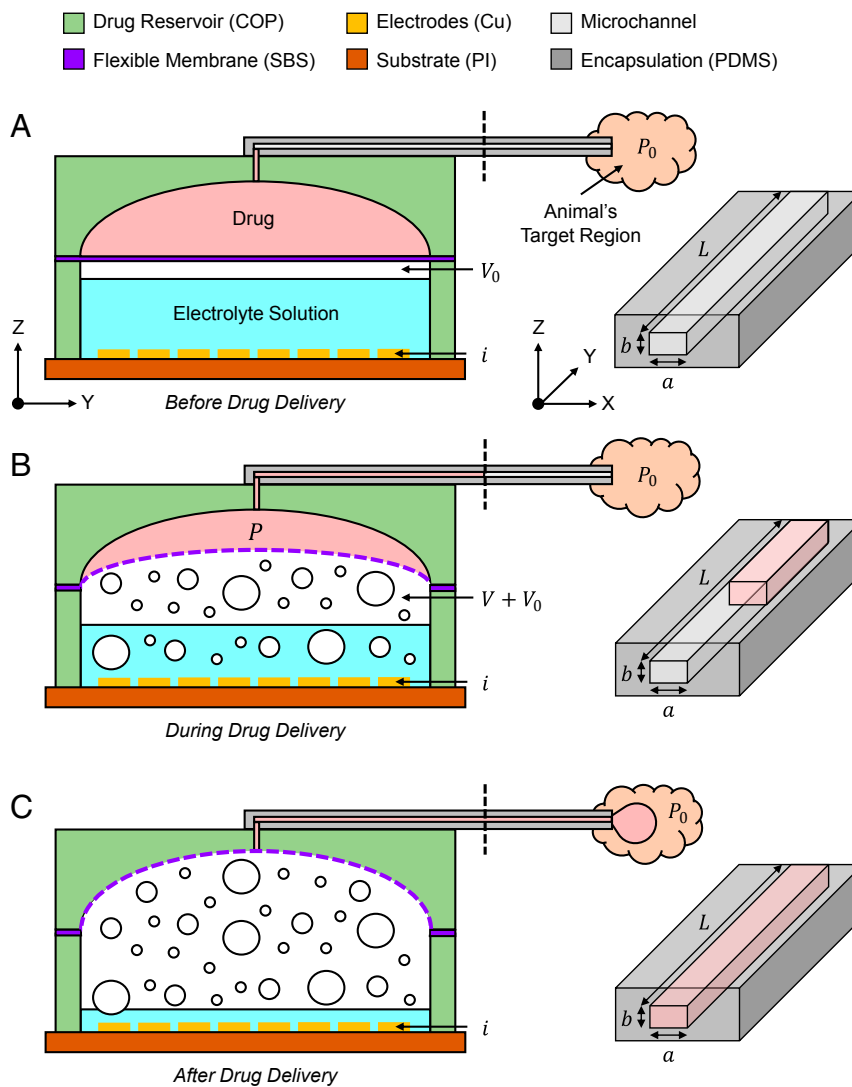 Drug Reservoir (COP)
Electrodes (Cu)
Microchannel
Flexible Membrane (SBS)
Substrate (PI)
Encapsulation (PDMS)
A
P₀
Animal's
Target Region
Drug
V₀
Electrolyte Solution
i
Z
Y
Before Drug Delivery
L
b
a
Z
Y
X
B
P₀
P
V + V₀
i
During Drug Delivery
L
b
a
C
P₀
i
After Drug Delivery
L
b
a